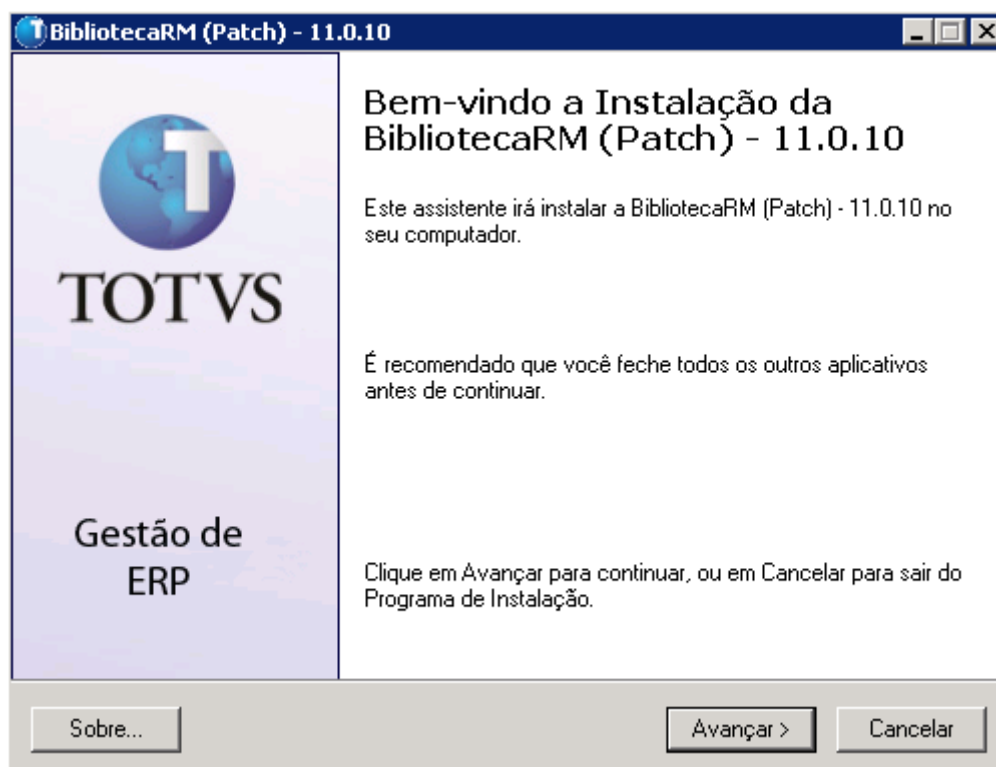 BibliotecaRM (Patch) - 11.0.10
Bem-vindo a Instalação da
BibliotecaRM (Patch) - 11.0.10
Este assistente irá instalar a BibliotecaRM (Patch) - 11.0.10 no
seu computador.
T
TOTVS
É recomendado que você feche todos os outros aplicativos
antes de continuar.
Gestão de
ERP
Clique em Avançar para continuar, ou em Cancelar para sair do
Programa de Instalação.
Sobre...
Avançar >
Cancelar